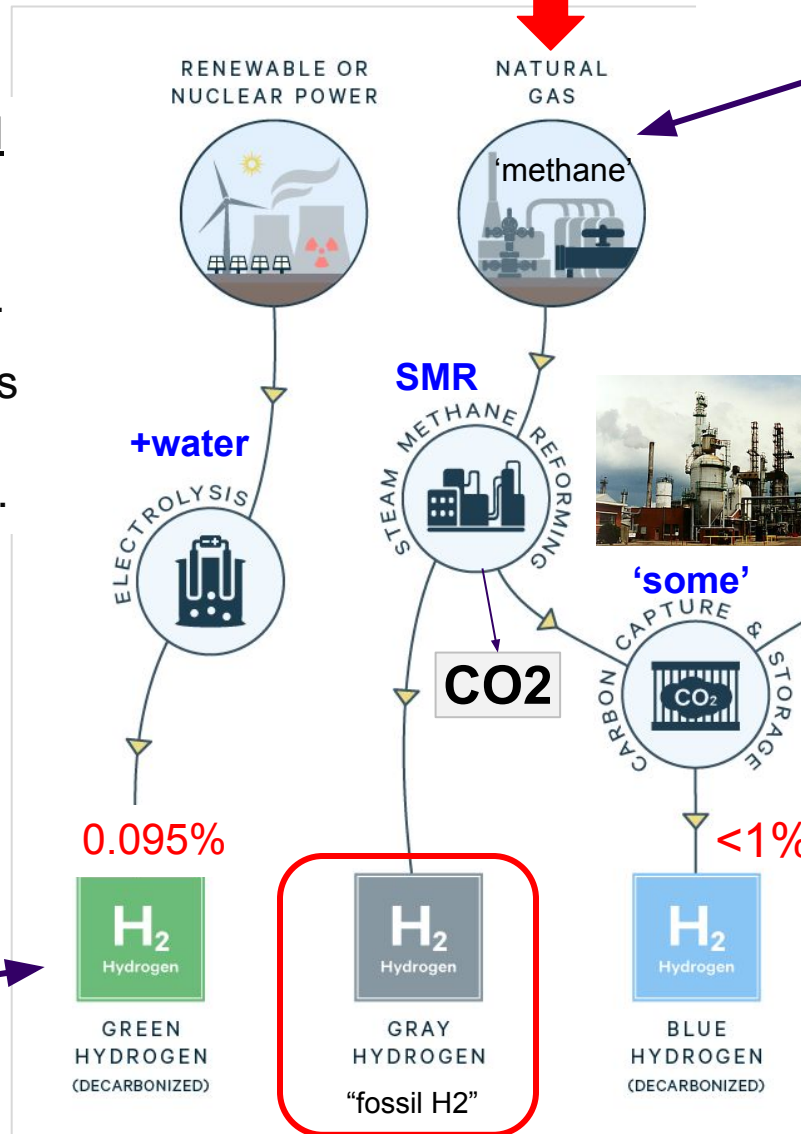 RENEWABLE OR
NUCLEAR POWER
NATURAL
GAS
'methane'
s
.
+water
ELECTROLYSIS
SMR
STEAM METHANE REFORMING
'some'
CARBON CAPTURE & STORAGE
CO₂
CO2
0.095%
<1%
H₂
Hydrogen
GREEN
HYDROGEN
(DECARBONIZED)
H₂
Hydrogen
GRAY
HYDROGEN
"fossil H2"
H₂
Hydrogen
BLUE
HYDROGEN
(DECARBONIZED)